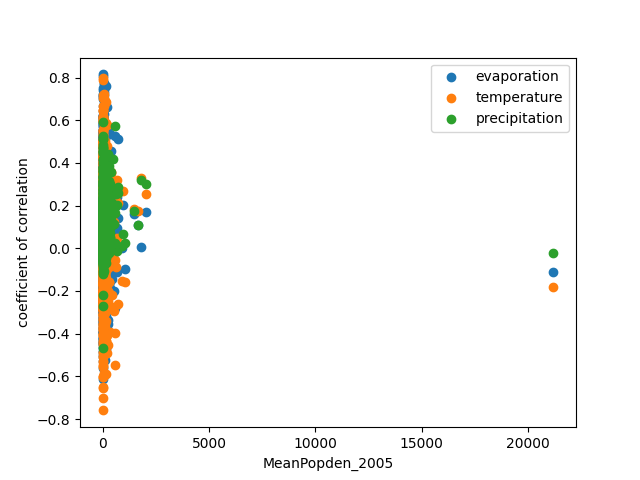 evaporation
temperature
precipitation
coefficient of correlation
0.8
0.6
0.4
0.2
0.0
−0.2
−0.4
−0.6
−0.8
0 5000 10000 15000 20000
MeanPopden_2005